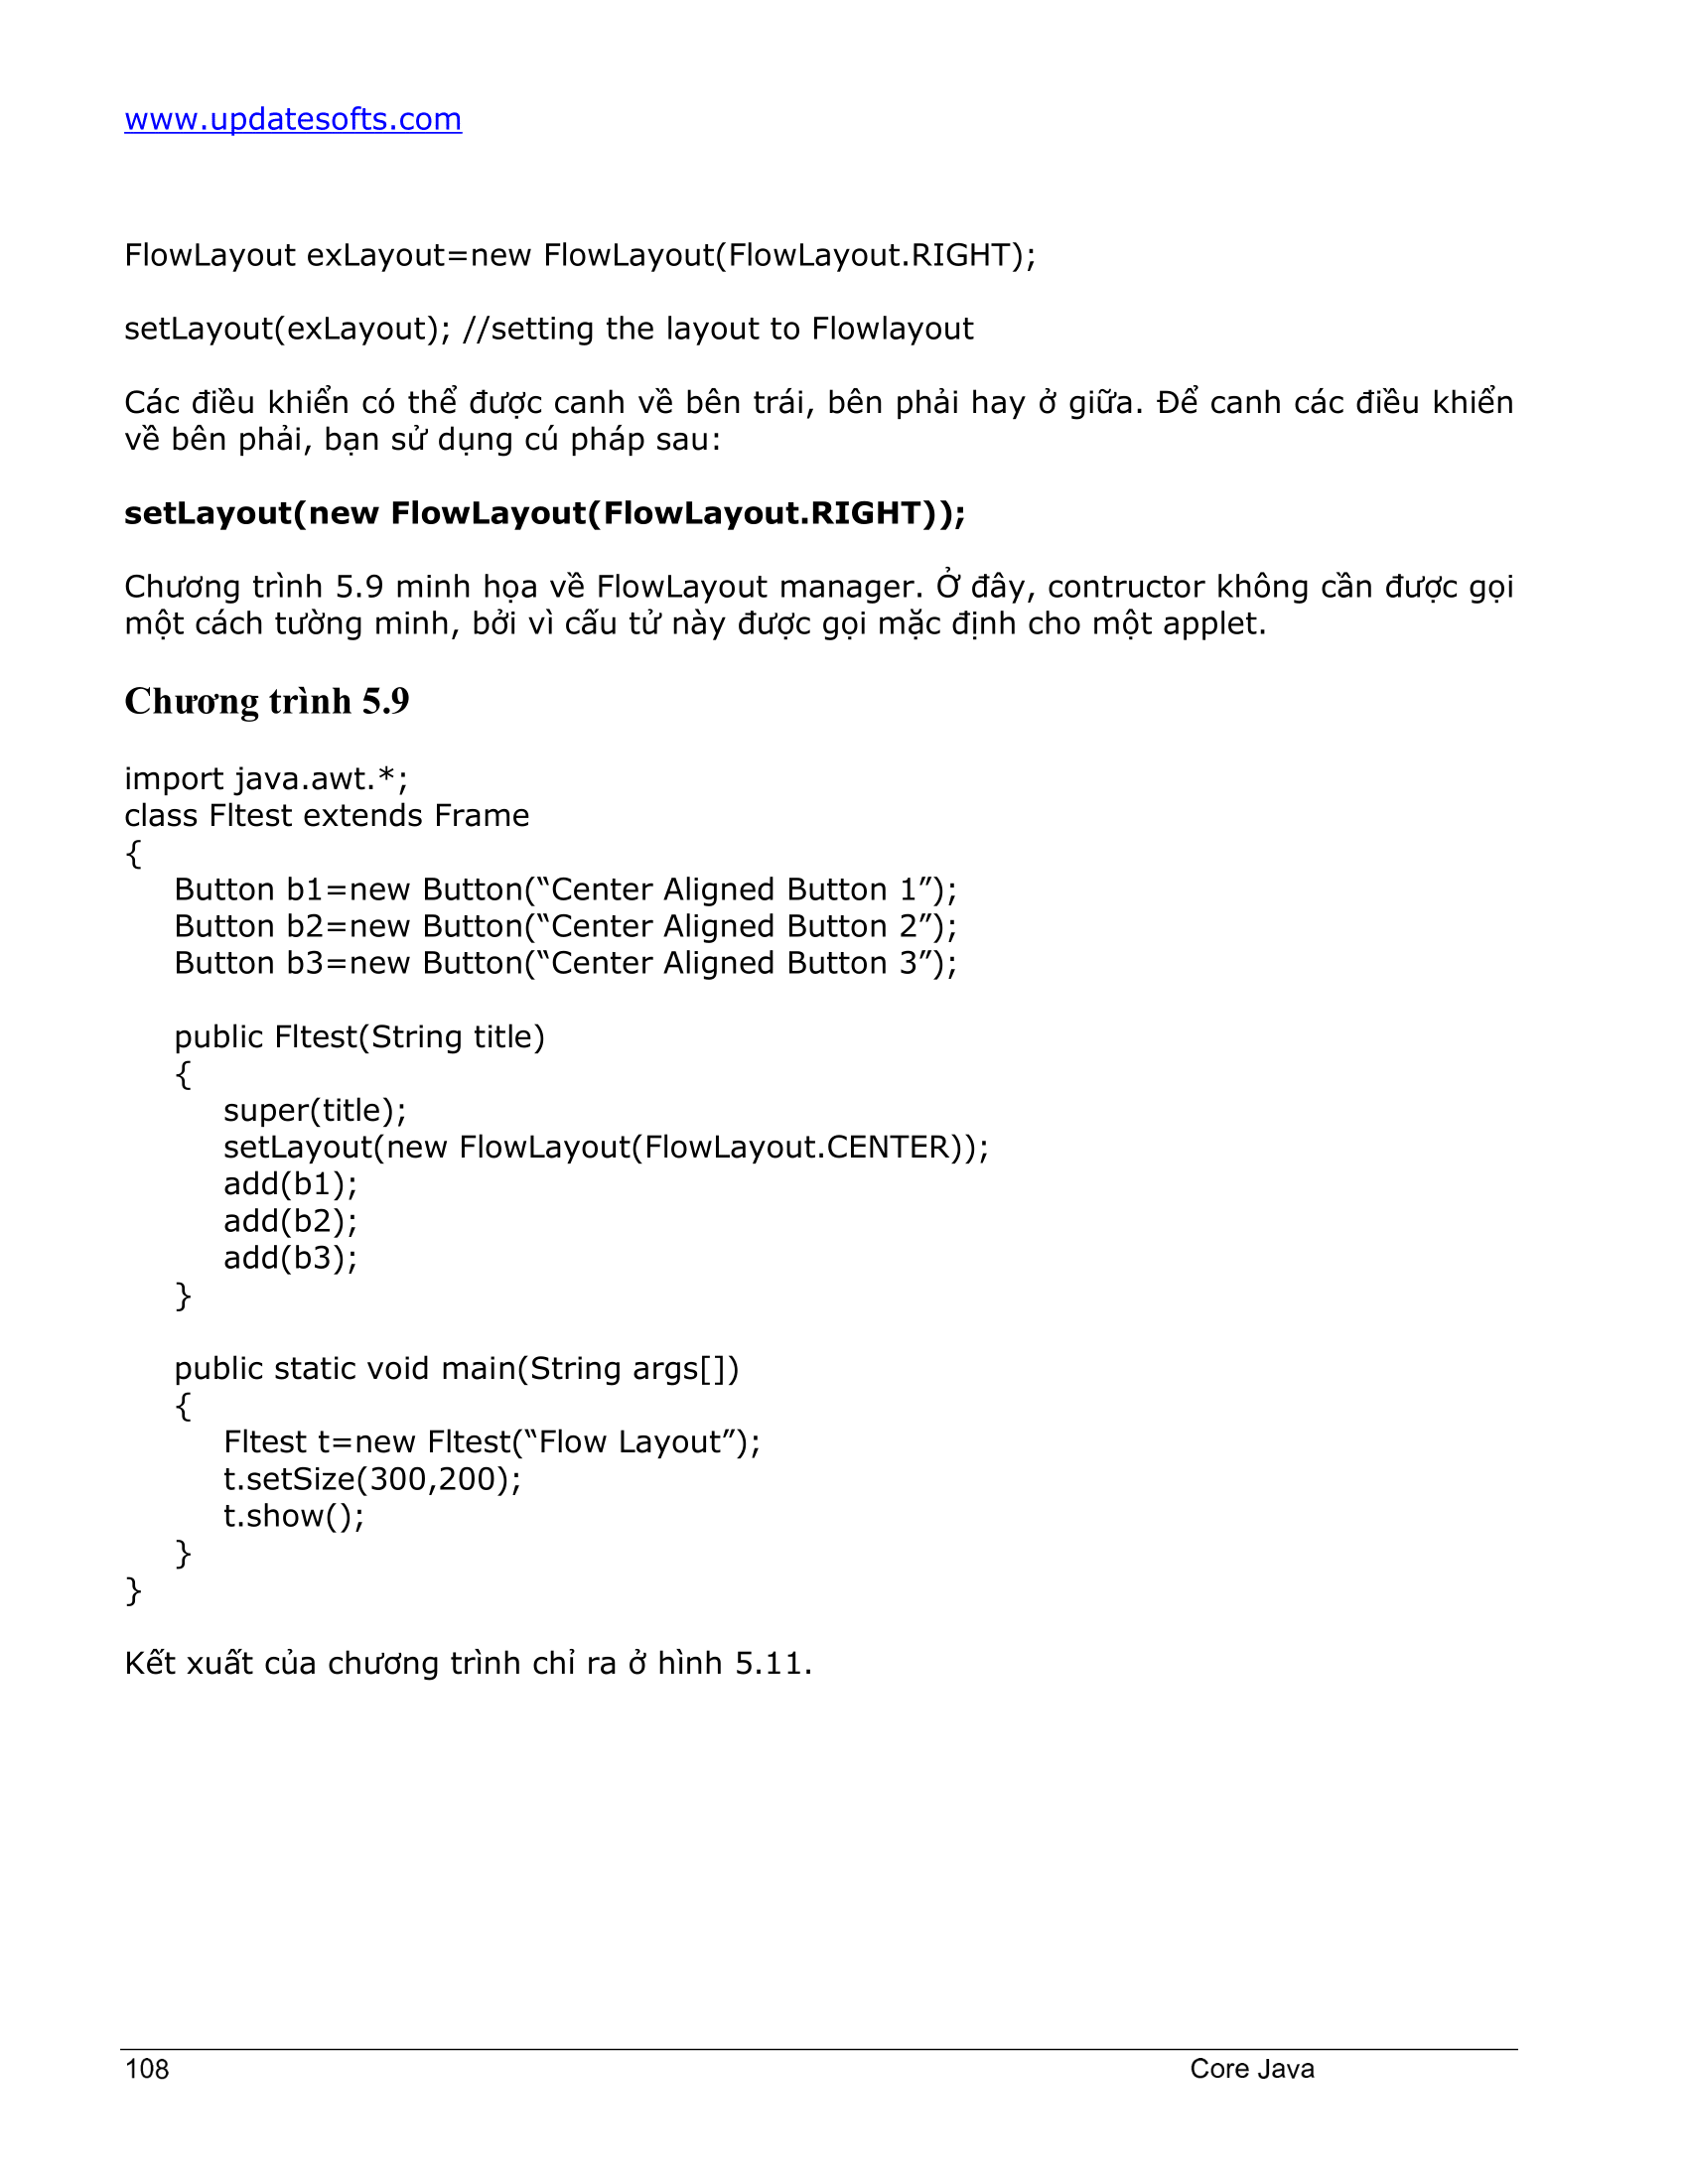 www.updatesofts.com
FlowLayout exLayout=new FlowLayout(FlowLayout.RIGHT);
setLayout(exLayout); //setting the layout to Flowlayout
Các điều khiển có thể được canh về bên trái, bên phải hay ở giữa. Để canh các điều khiển
về bên phải, bạn sử dụng cú pháp sau:
setLayout(new FlowLayout(FlowLayout.RIGHT));
Chương trình 5.9 minh họa về FlowLayout manager. Ở đây, contructor không cần được gọi
một cách tường minh, bởi vì cấu tử này được gọi mặc định cho một applet.
Chương trình 5.9
import java.awt.*;
class Fltest extends Frame
{
Button b1=new Button(“Center Aligned Button 1”);
Button b2=new Button(“Center Aligned Button 2”);
Button b3=new Button(“Center Aligned Button 3”);
public Fltest(String title)
{
super(title);
setLayout(new FlowLayout(FlowLayout.CENTER));
add(b1);
add(b2);
add(b3);
}
public static void main(String args[])
{
Fltest t=new Fltest(“Flow Layout”);
t.setSize(300,200);
t.show();
}
}
Kết xuất của chương trình chỉ ra ở hình 5.11.
108 Core Java